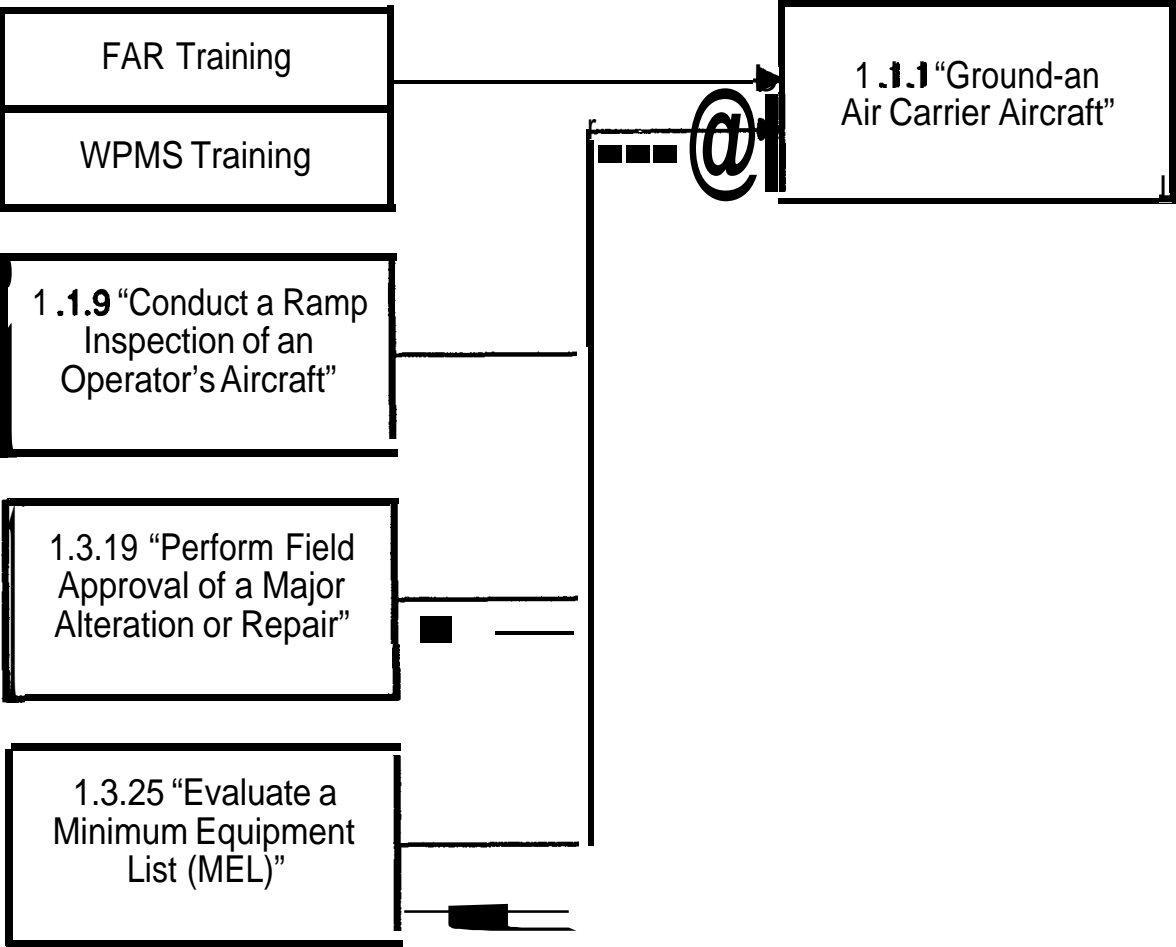 FAR Training
WPMS Training
1.1.9 “Conduct a Ramp
Inspection of an
Operator’s Aircraft”
1.3.19 “Perform Field
Approval of a Major
Alteration or Repair”
1.3.25 “Evaluate a
Minimum Equipment
List (MEL)”
@
1.1.1 “Ground-an
Air Carrier Aircraft”